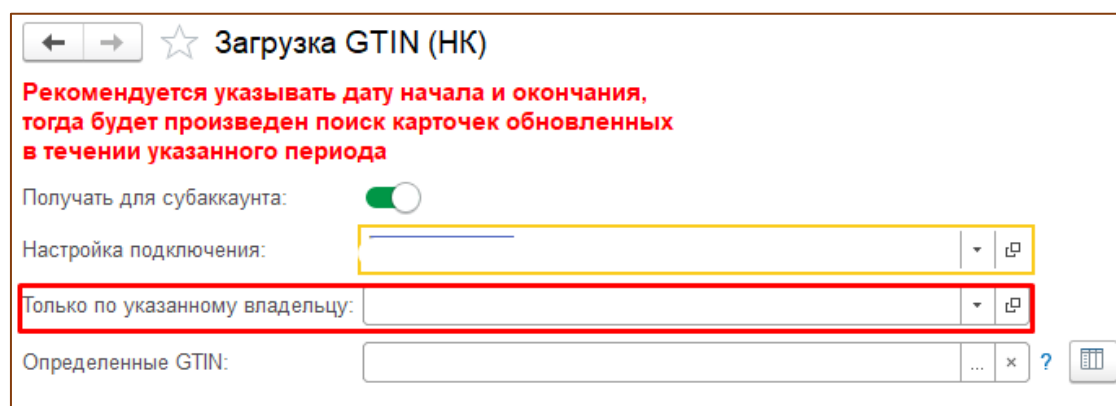 Загрузка GTIN (НК)
Рекомендуется указывать дату начала и окончания,
тогда будет произведен поиск карточек обновленных
в течении указанного периода
Получать для субаккаунта:
Настройка подключения:
Только по указанному владельцу:
Определенные GTIN:
... × ?